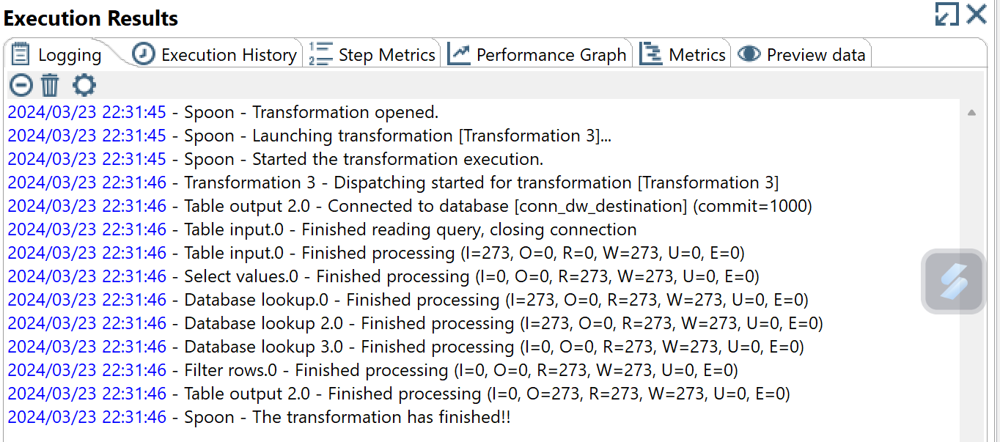 Execution Results
Logging Execution History Step Metrics Performance Graph Metrics Preview data
2024/03/23 22:31:45 - Spoon - Transformation opened.
2024/03/23 22:31:45 - Spoon - Launching transformation [Transformation 3]...
2024/03/23 22:31:45 - Spoon - Started the transformation execution.
2024/03/23 22:31:46 - Transformation 3 - Dispatching started for transformation [Transformation 3]
2024/03/23 22:31:46 - Table output 2.0 - Connected to database [conn_dw_destination] (commit=1000)
2024/03/23 22:31:46 - Table input.0 - Finished reading query, closing connection
2024/03/23 22:31:46 - Table input.0 - Finished processing (I=273, O=0, R=0, W=273, U=0, E=0)
2024/03/23 22:31:46 - Select values.0 - Finished processing (I=0, O=0, R=273, W=273, U=0, E=0)
2024/03/23 22:31:46 - Database lookup.0 - Finished processing (I=273, O=0, R=273, W=273, U=0, E=0)
2024/03/23 22:31:46 - Database lookup 2.0 - Finished processing (I=273, O=0, R=273, W=273, U=0, E=0)
2024/03/23 22:31:46 - Database lookup 3.0 - Finished processing (I=0, O=0, R=273, W=273, U=0, E=0)
2024/03/23 22:31:46 - Filter rows.0 - Finished processing (I=0, O=0, R=273, W=273, U=0, E=0)
2024/03/23 22:31:46 - Table output 2.0 - Finished processing (I=0, O=273, R=273, W=273, U=0, E=0)
2024/03/23 22:31:46 - Spoon - The transformation has finished!!